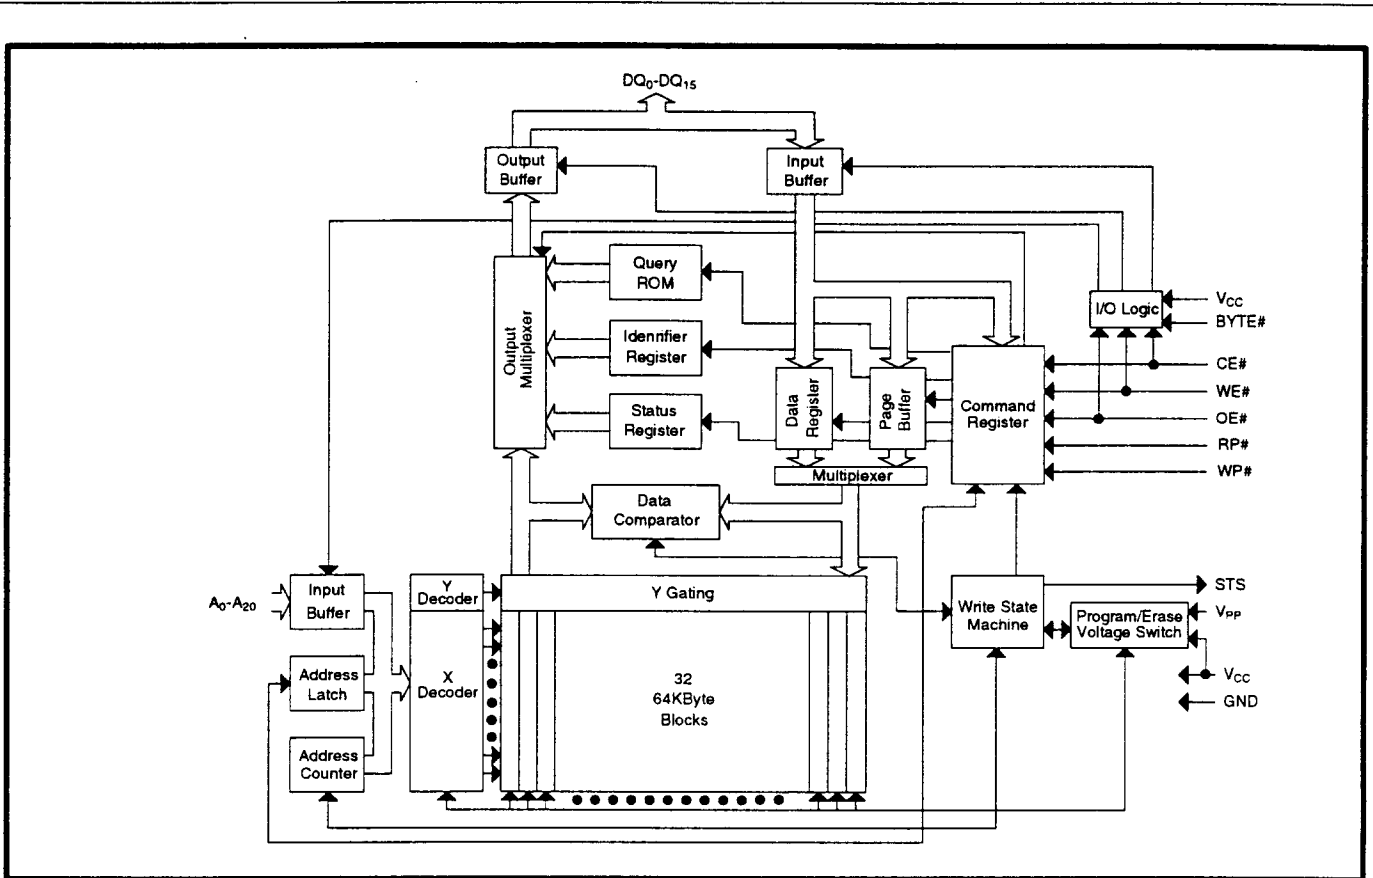 DQ0-DQ15
Output
Buffer
Input
Buffer
Query
ROM
I/O Logic
VCC
BYTE#
Output
Multiplexer
Idenrifier
Register
CE#
Data
Register
Page
Buffer
Command
Register
WE#
Status
Register
OE#
RP#
Multiplexer
WP#
Data
Comparator
A0-A20
Input
Buffer
Y
Decoder
Y Gating
Write State
Machine
STS
Program/Erase
Voltage Switch
VPP
Address
Latch
X
Decoder
32
64KByte
Blocks
VCC
GND
Address
Counter